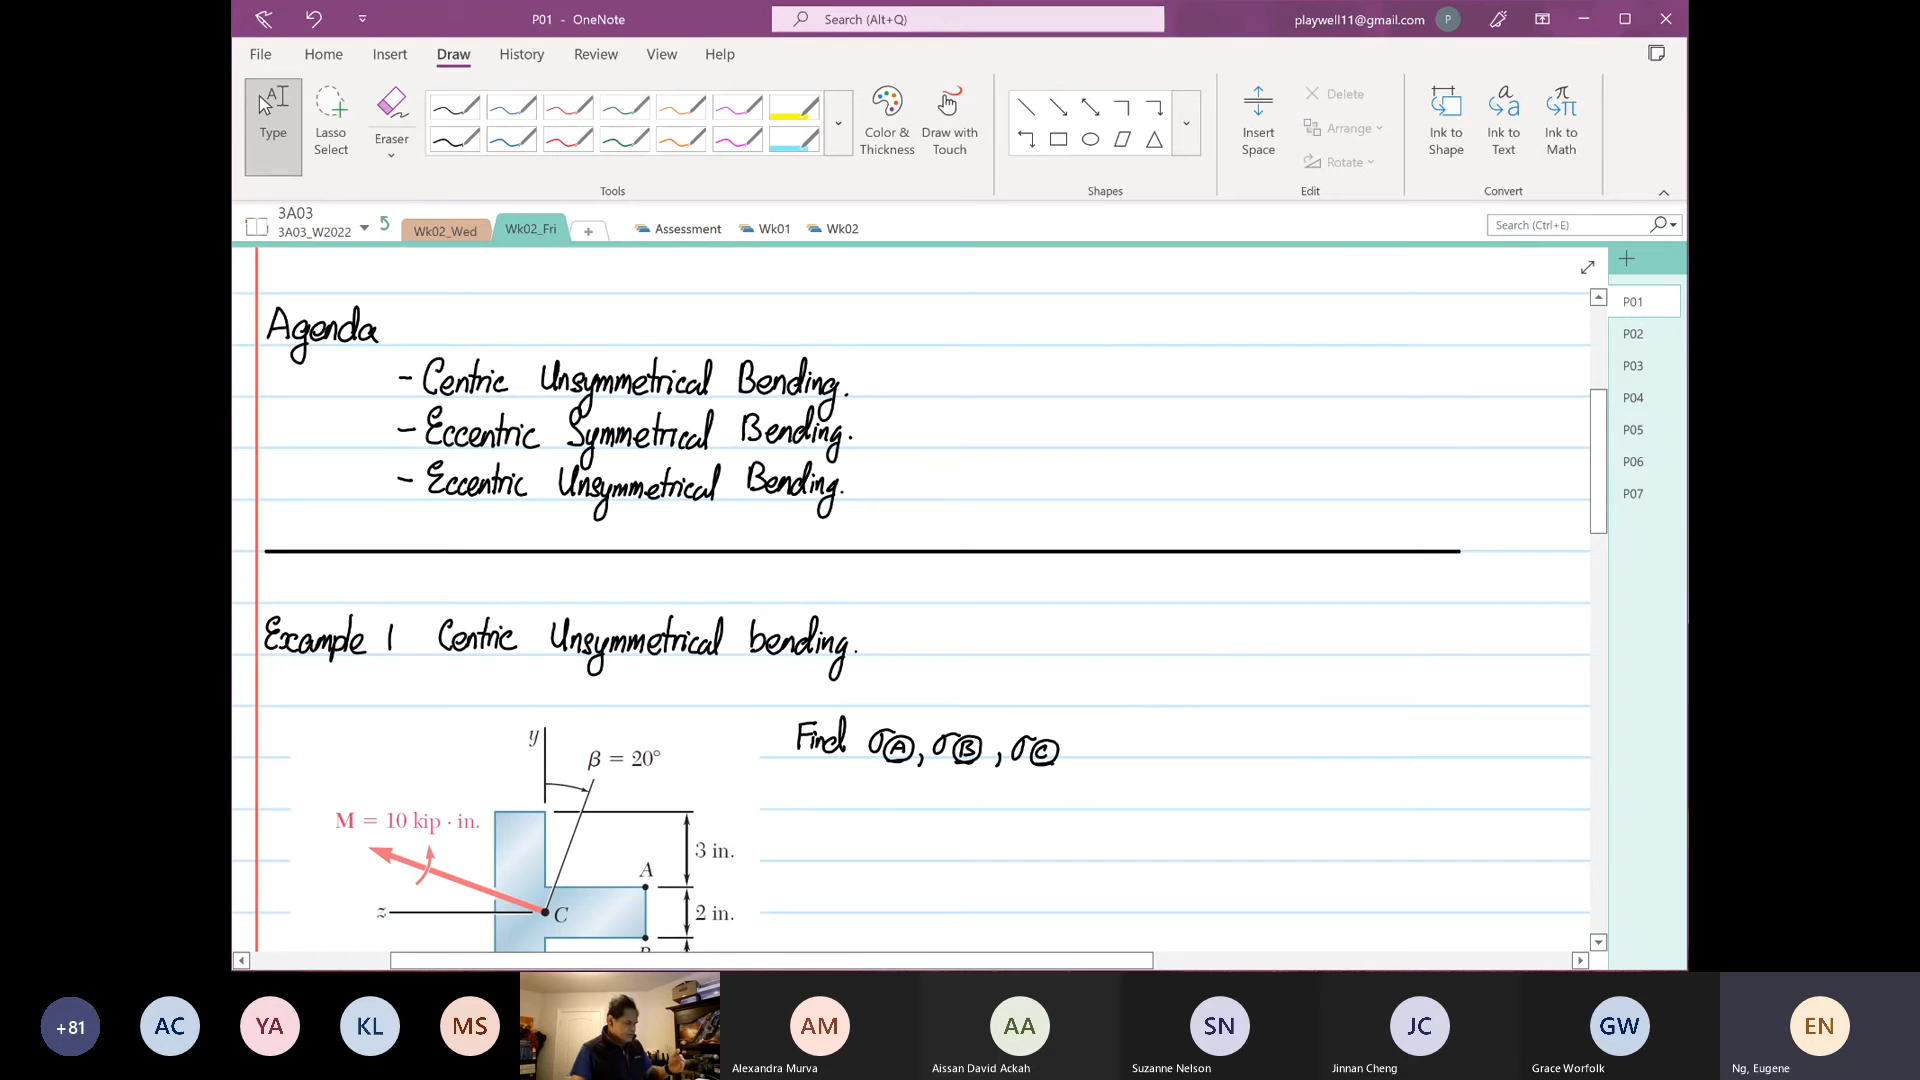 P01 - OneNote
Search (Alt+Q)
playwell11@gmail.com
P
File Home Insert Draw History Review View Help
Type
Lasso Select
Eraser
Color & Thickness
Draw with Touch
Insert Space
Delete
Arrange
Rotate
Ink to Shape
Ink to Text
Ink to Math
Tools
Shapes
Edit
Convert
3A03
3A03_W2022
Wk02_Wed
Wk02_Fri
Assessment
Wk01
Wk02
Search (Ctrl+E)
P01
P02
P03
P04
P05
P06
P07
Agenda
- Centric Unsymmetrical Bending.
- Eccentric Symmetrical Bending.
- Eccentric Unsymmetrical Bending.
Example 1 Centric Unsymmetrical bending.
Find σⒶ, σⒷ, σⒸ
y
β = 20°
M = 10 kip · in.
3 in.
A
z
C
2 in.
+81
AC
YA
KL
MS
AM
Alexandra Murva
AA
Aissan David Ackah
SN
Suzanne Nelson
JC
Jinnan Cheng
GW
Grace Worfolk
EN
Ng, Eugene